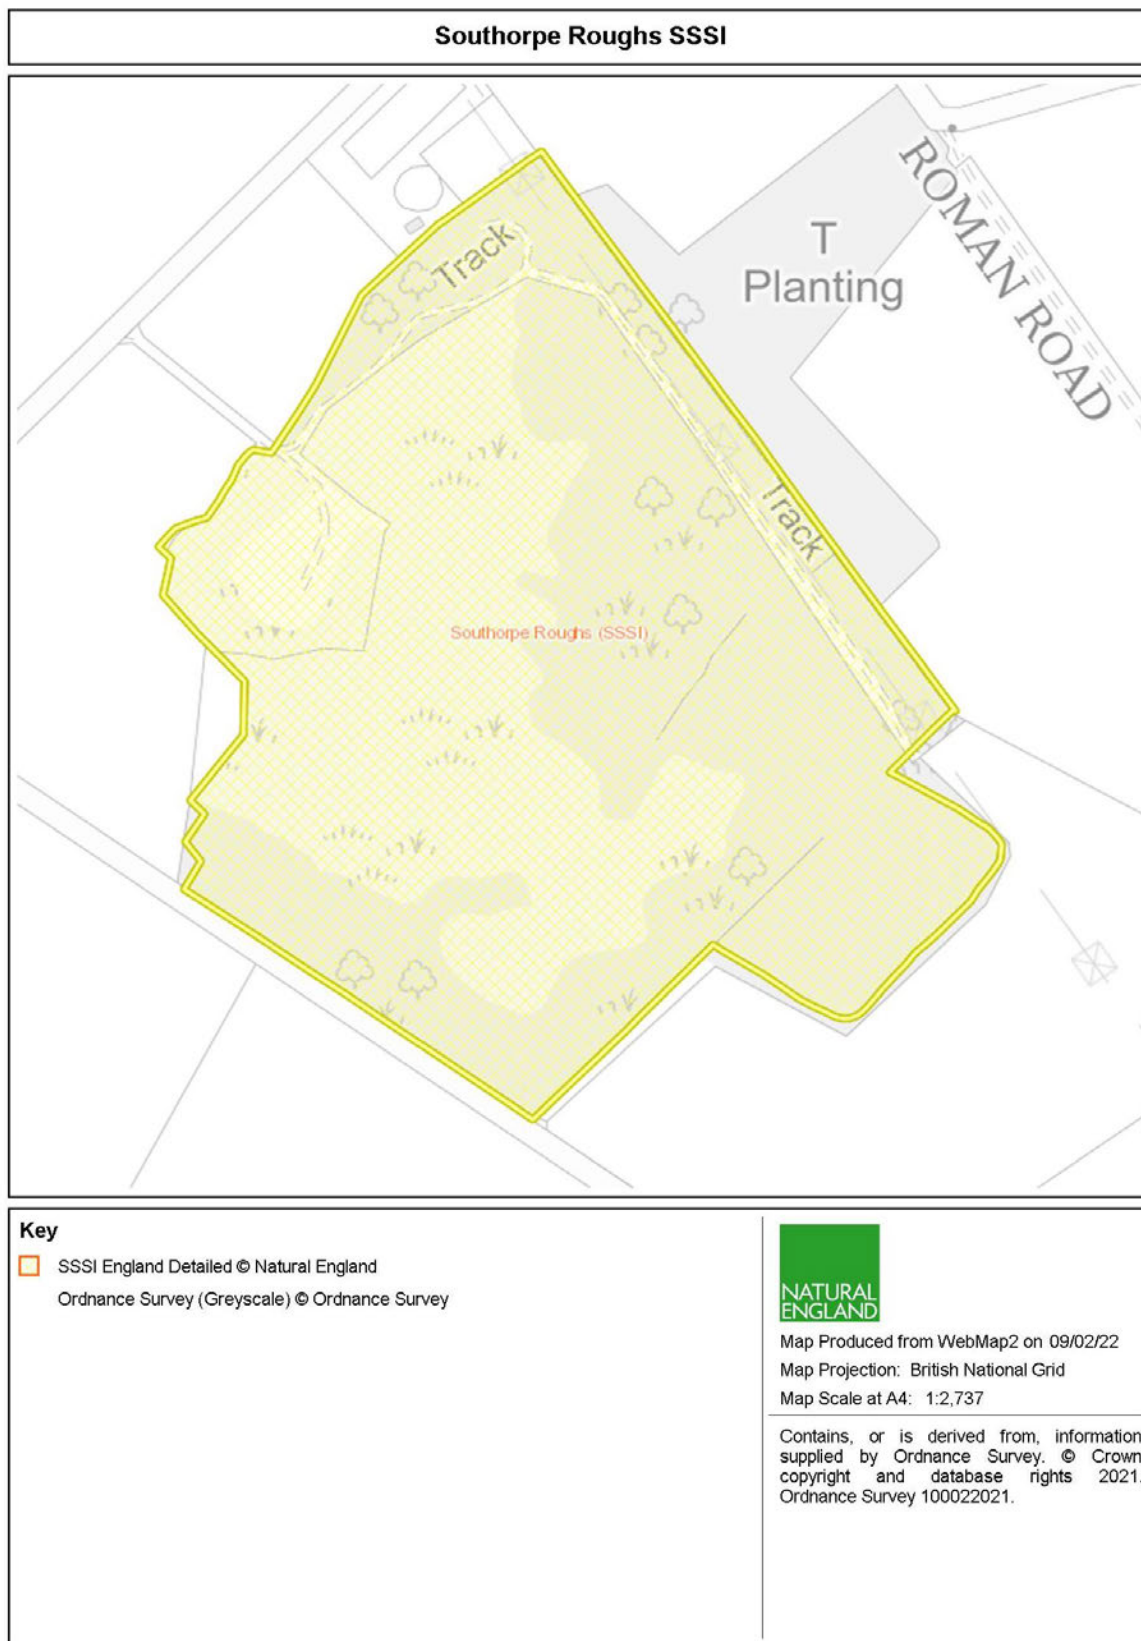 Southorpe Roughs SSSI
ROMAN ROAD
T
Planting
Track
Track
Southorpe Roughs (SSSI)
Key
SSSI England Detailed © Natural England
Ordnance Survey (Greyscale) © Ordnance Survey
NATURAL
ENGLAND
Map Produced from WebMap2 on 09/02/22
Map Projection: British National Grid
Map Scale at A4: 1:2,737
Contains, or is derived from, information
supplied by Ordnance Survey. © Crown
copyright and database rights 2021.
Ordnance Survey 100022021.